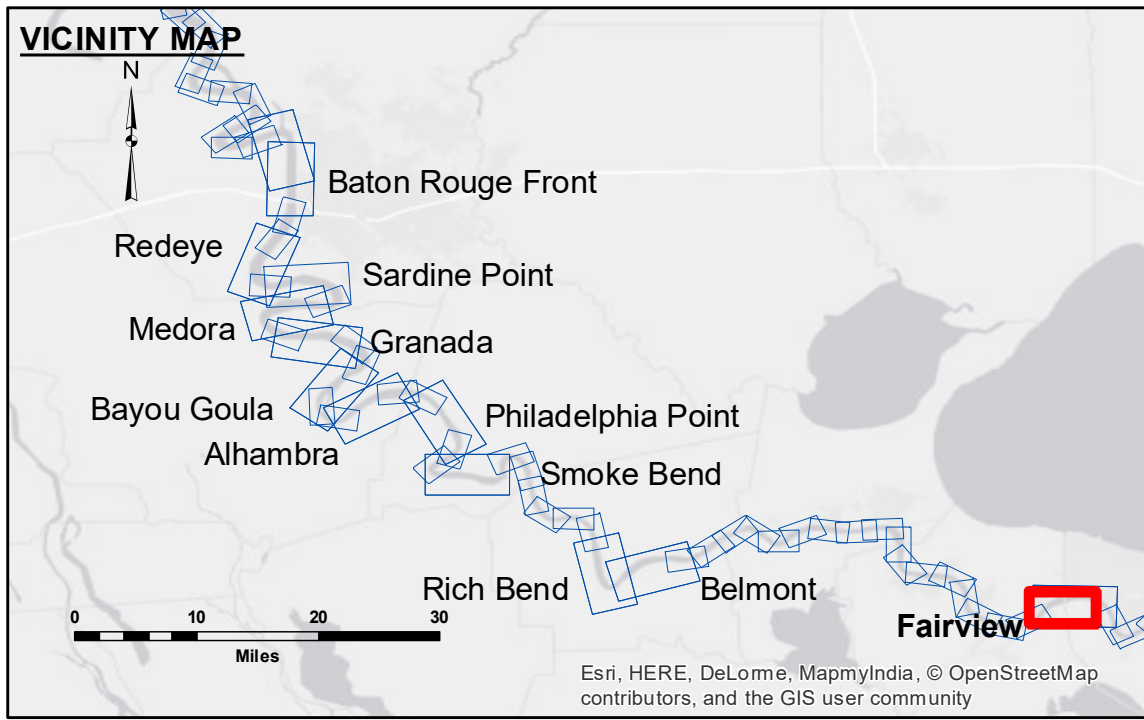 VICINITY MAP
N
Baton Rouge Front
Redeye
Sardine Point
Medora
Granada
Bayou Goula
Philadelphia Point
Alhambra
Smoke Bend
Rich Bend
Belmont
Fairview
0 10 20 30
Miles
Esri, HERE, DeLorme, MapmyIndia, © OpenStreetMap
contributors, and the GIS user community